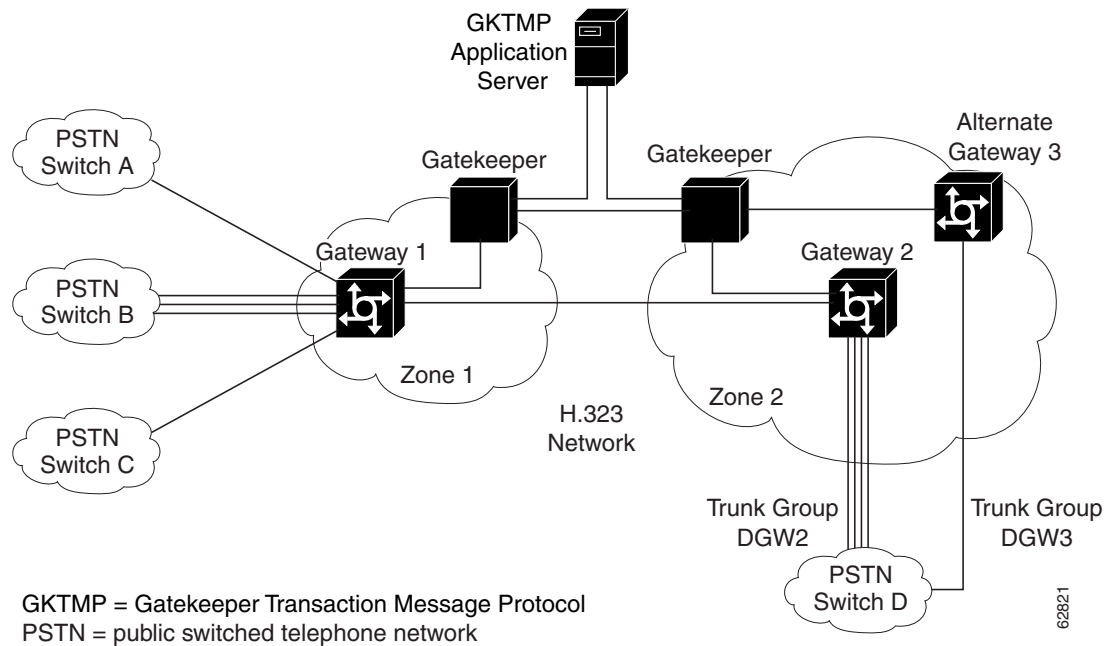 GKTMP
Application
Server
PSTN
Switch A
Gatekeeper
Gatekeeper
Alternate
Gateway 3
Gateway 1
Gateway 2
PSTN
Switch B
Zone 1
Zone 2
H.323
Network
PSTN
Switch C
Trunk Group
DGW2
Trunk Group
DGW3
PSTN
Switch D
GKTMP = Gatekeeper Transaction Message Protocol
PSTN = public switched telephone network
62821